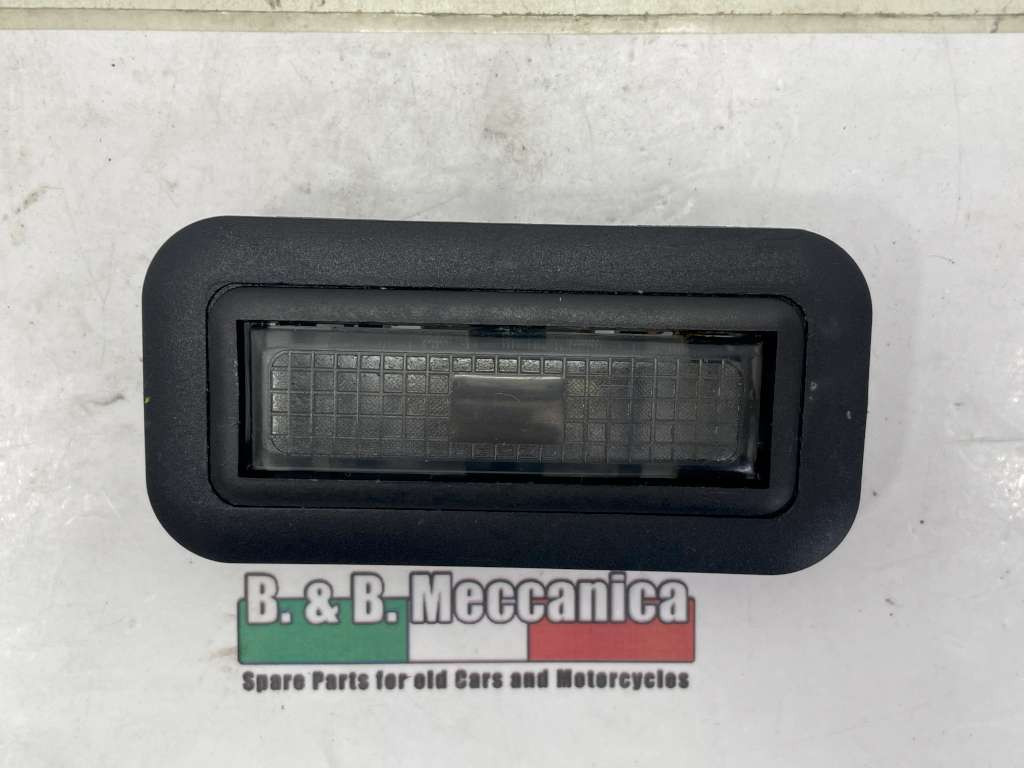 B. & B. Meccanica
Spare Parts for old Cars and Motorcycles